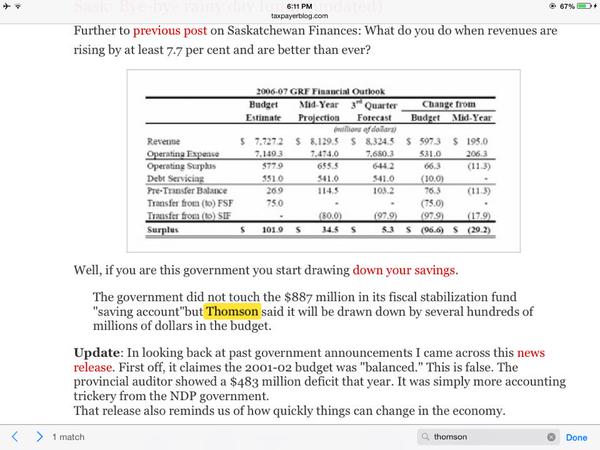 6:11 PM
67%
taxpayerblog.com
Sask: Bye-bye rainy day fund (updated)
Further to previous post on Saskatchewan Finances: What do you do when revenues are
rising by at least 7.7 per cent and are better than ever?
2006-07 GRF Financial Outlook
Budget Mid-Year 3rd Quarter Change from
Estimate Projection Forecast Budget Mid-Year
(millions of dollars)
Revenue $ 7,727.2 $ 8,129.5 $ 8,324.5 $ 597.3 $ 195.0
Operating Expense 7,149.3 7,474.0 7,680.3 531.0 206.3
Operating Surplus 577.9 655.5 644.2 66.3 (11.3)
Debt Servicing 551.0 541.0 541.0 (10.0) -
Pre-Transfer Balance 26.9 114.5 103.2 76.3 (11.3)
Transfer from (to) FSF 75.0 - - (75.0) -
Transfer from (to) SIF - (80.0) (97.9) (97.9) (17.9)
Surplus $ 101.9 $ 34.5 $ 5.3 $ (96.6) $ (29.2)
Well, if you are this government you start drawing down your savings.
The government did not touch the $887 million in its fiscal stabilization fund
"saving account"but Thomson said it will be drawn down by several hundreds of
millions of dollars in the budget.
Update: In looking back at past government announcements I came across this news
release. First off, it claimes the 2001-02 budget was "balanced." This is false. The
provincial auditor showed a $483 million deficit that year. It was simply more accounting
trickery from the NDP government.
That release also reminds us of how quickly things can change in the economy.
1 match
thomson
Done